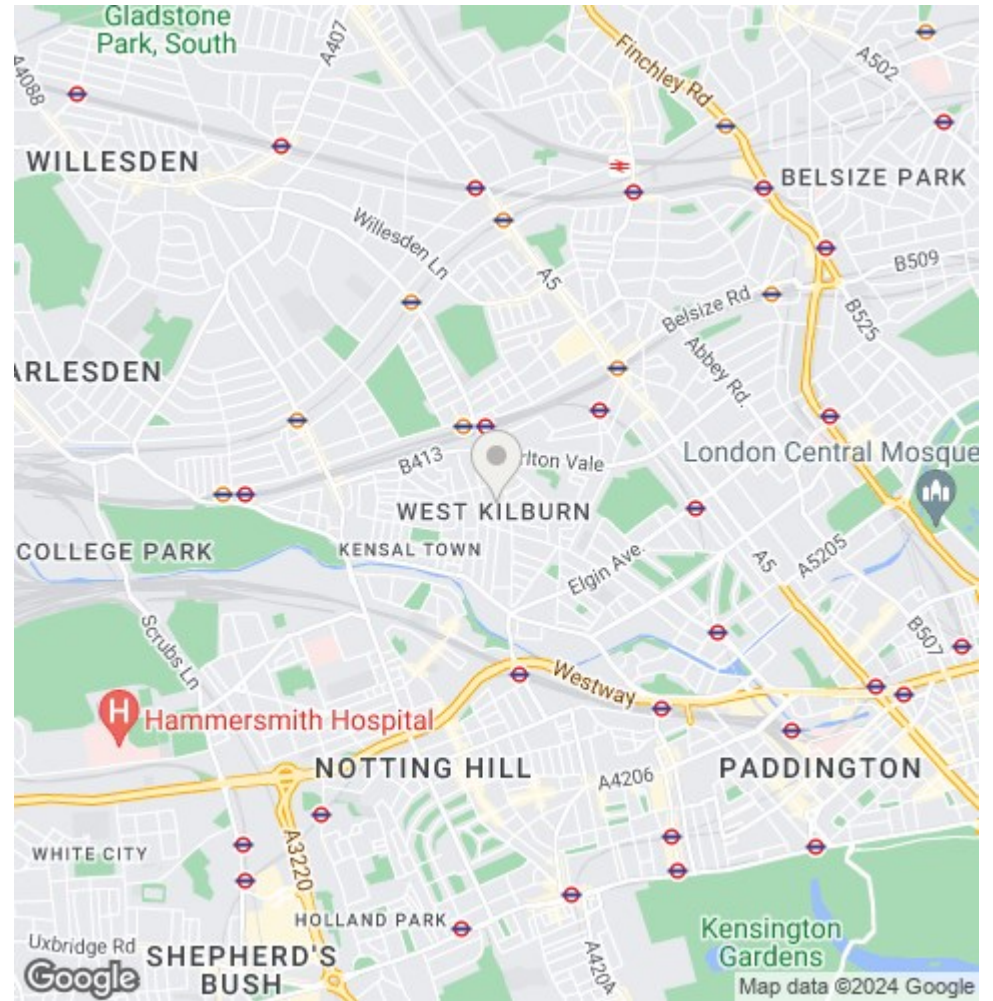 Gladstone
Park, South
A407
A4088
Finchley Rd
A502
WILLESDEN
BELSIZE PARK
Willesden Ln
A5
B509
Belsize Rd
B525
ARLESDEN
Abbey Rd.
B413
rlton Vale
London Central Mosque
WEST KILBURN
COLLEGE PARK
KENSAL TOWN
Elgin Ave.
A5
A5205
B507
Scrubs Ln
Westway
Hammersmith Hospital
NOTTING HILL
A4206
PADDINGTON
A3220
WHITE CITY
HOLLAND PARK
Kensington
Gardens
Uxbridge Rd
SHEPHERD'S
BUSH
A4204
Google
Map data ©2024 Google